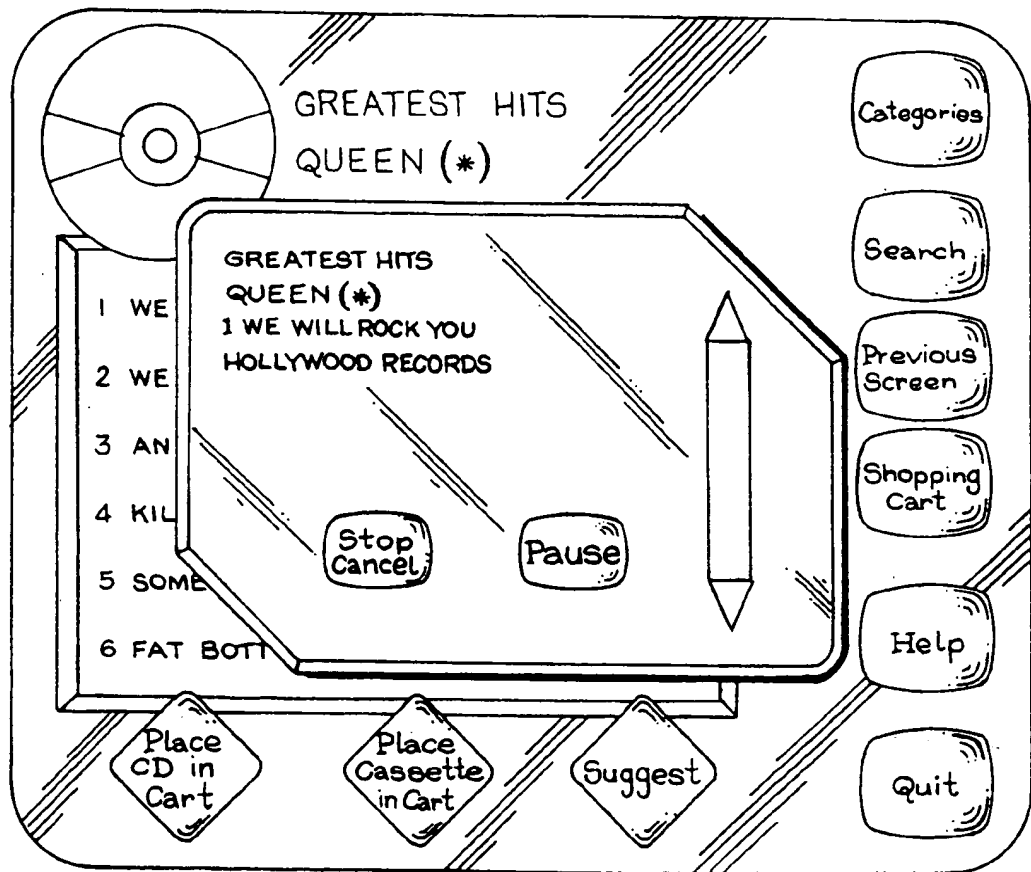 GREATEST HITS
QUEEN (*)
GREATEST HITS
QUEEN (*)
1 WE WILL ROCK YOU
HOLLYWOOD RECORDS
1 WE
2 WE
3 AN
4 KIL
5 SOME
6 FAT BOTT
Stop
Cancel
Pause
Categories
Search
Previous
Screen
Shopping
Cart
Help
Quit
Place
CD in
Cart
Place
Cassette
in Cart
Suggest